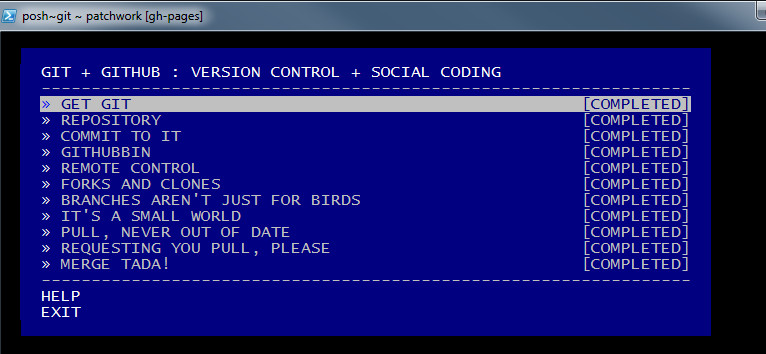 posh~git ~ patchwork [gh-pages]
GIT + GITHUB : VERSION CONTROL + SOCIAL CODING
-----------------------------------------------------------------
» GET GIT [COMPLETED]
» REPOSITORY [COMPLETED]
» COMMIT TO IT [COMPLETED]
» GITHUBBIN [COMPLETED]
» REMOTE CONTROL [COMPLETED]
» FORKS AND CLONES [COMPLETED]
» BRANCHES AREN'T JUST FOR BIRDS [COMPLETED]
» IT'S A SMALL WORLD [COMPLETED]
» PULL, NEVER OUT OF DATE [COMPLETED]
» REQUESTING YOU PULL, PLEASE [COMPLETED]
» MERGE TADA! [COMPLETED]
-----------------------------------------------------------------
HELP
EXIT